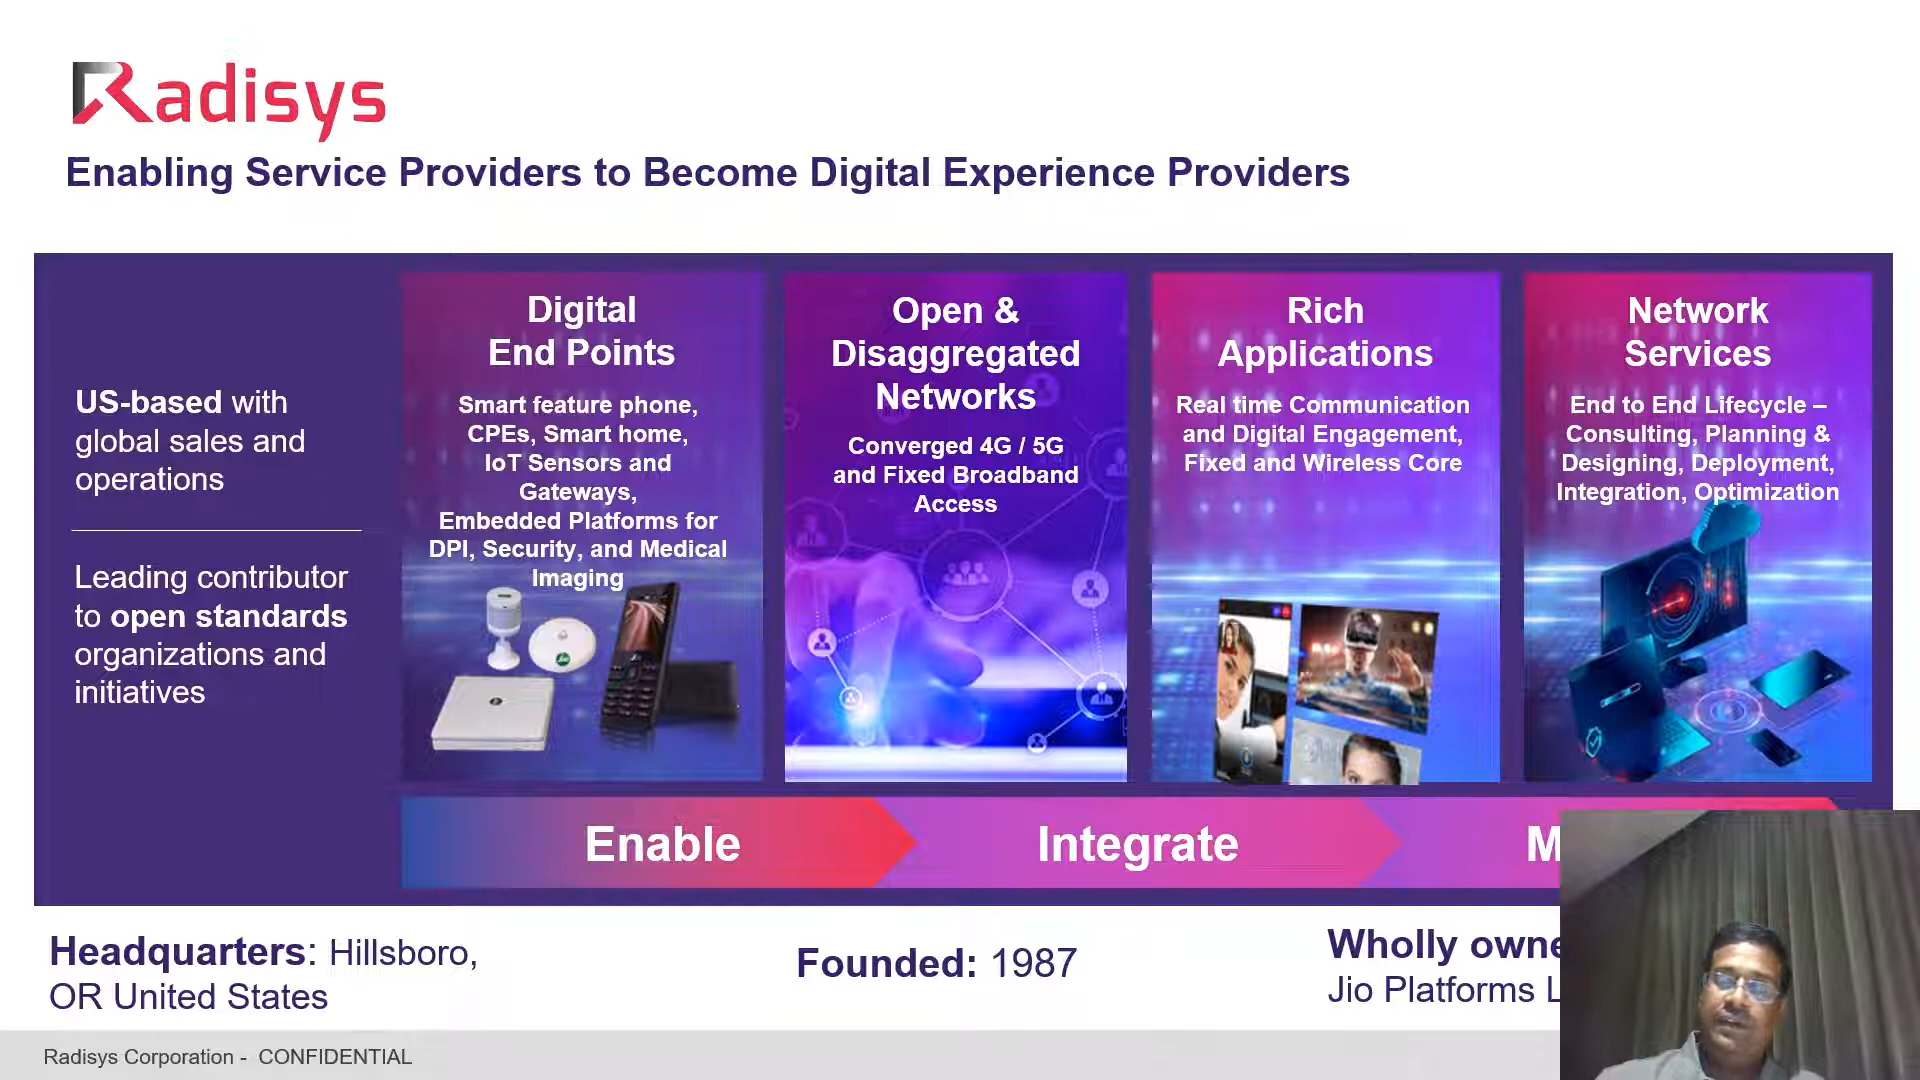 Radisys
Enabling Service Providers to Become Digital Experience Providers
US-based with
global sales and
operations
Leading contributor
to open standards
organizations and
initiatives
Digital
End Points
Smart feature phone,
CPEs, Smart home,
IoT Sensors and
Gateways,
Embedded Platforms for
DPI, Security, and Medical
Imaging
Open &
Disaggregated
Networks
Converged 4G / 5G
and Fixed Broadband
Access
Rich
Applications
Real time Communication
and Digital Engagement,
Fixed and Wireless Core
Network
Services
End to End Lifecycle –
Consulting, Planning &
Designing, Deployment,
Integration, Optimization
Enable
Integrate
Headquarters: Hillsboro,
OR United States
Founded: 1987
Wholly
Jio Platforms
Radisys Corporation - CONFIDENTIAL